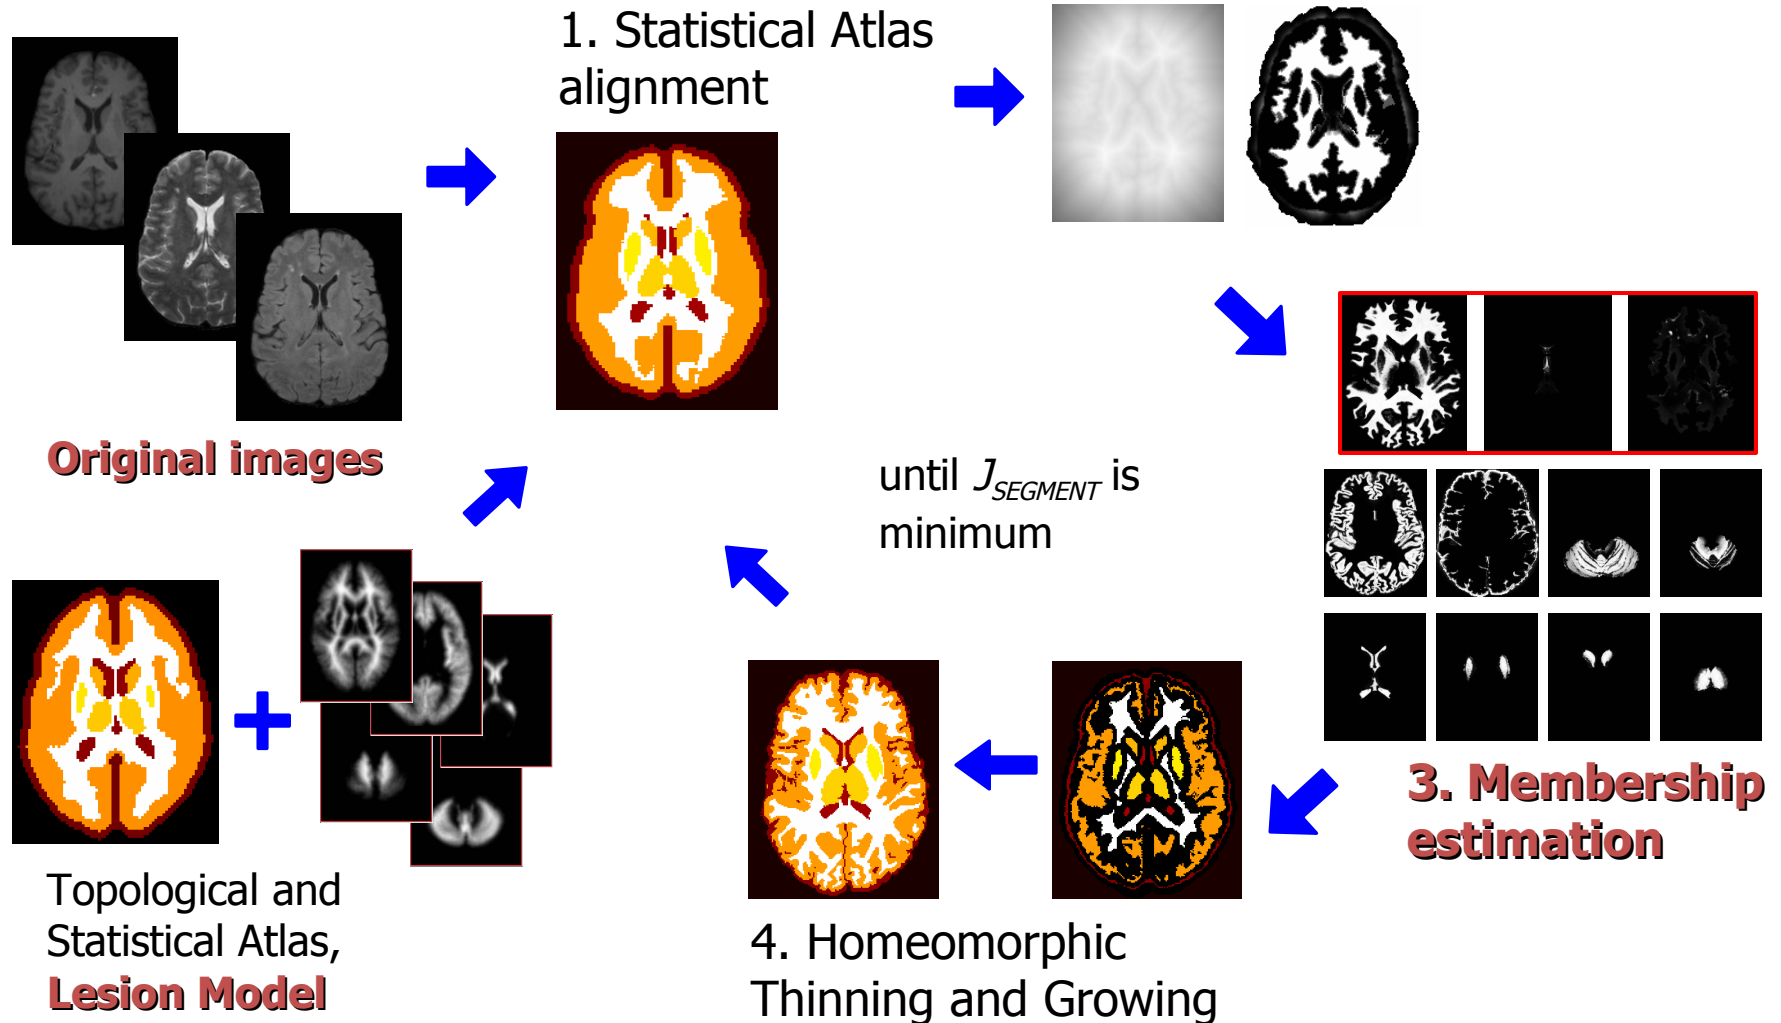 1. Statistical Atlas
alignment
Original images
until J_SEGMENT is
minimum
3. Membership
estimation
Topological and
Statistical Atlas,
Lesion Model
4. Homeomorphic
Thinning and Growing